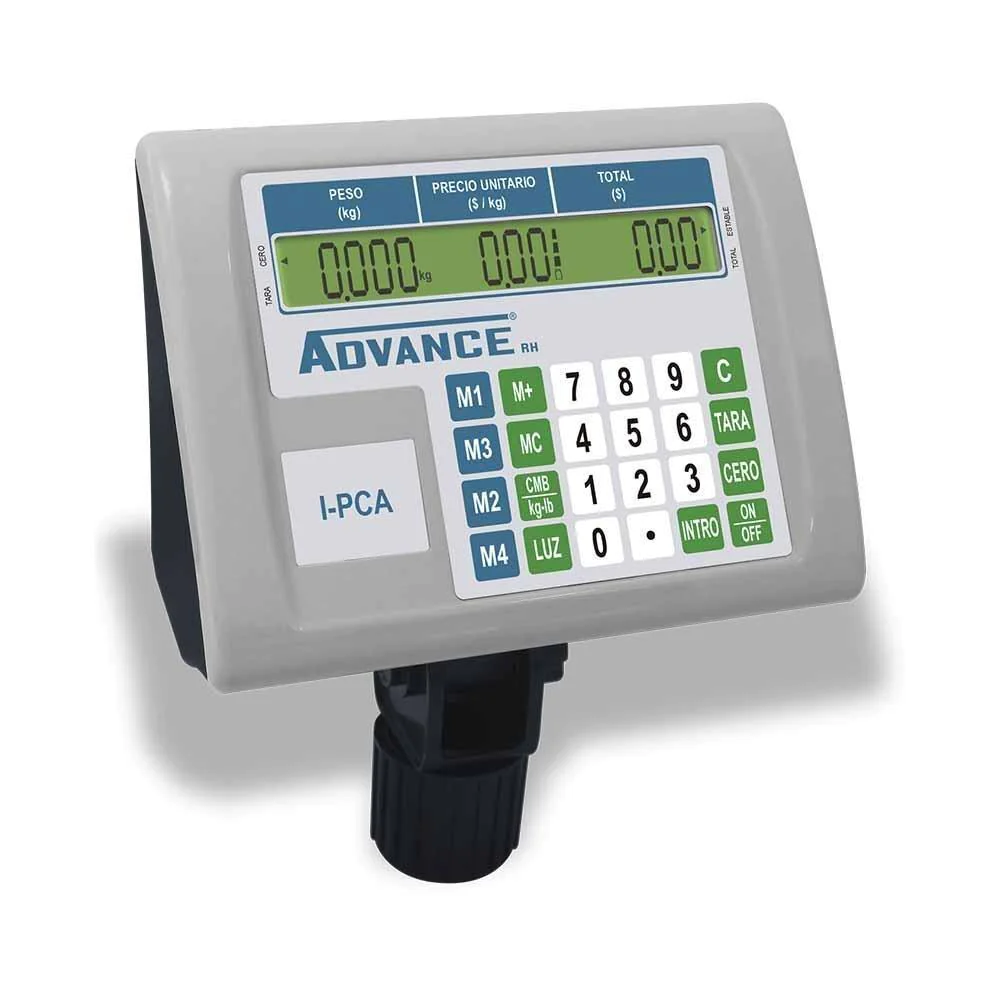 PESO PRECIO UNITARIO TOTAL
(kg) ($ / kg) ($)
TARA CERO
0.000 kg 0.00 0.00
TOTAL ESTABLE
ADVANCE® RH
M1 M+ 7 8 9 C
M3 MC 4 5 6 TARA
M2 CMB kg-lb 1 2 3 CERO
M4 LUZ 0 . INTRO ON OFF
I-PCA